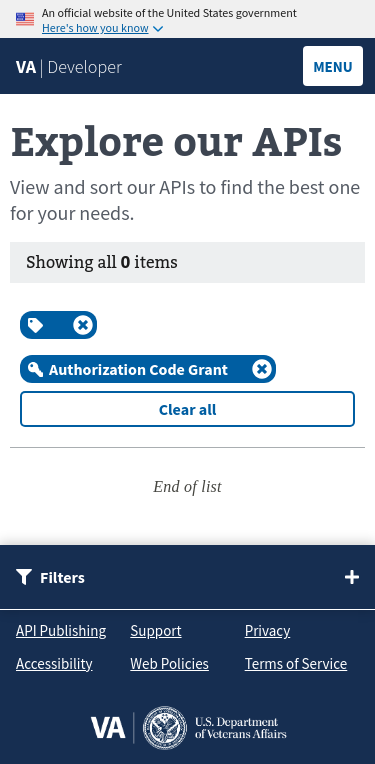 An official website of the United States government
Here's how you know
VA | Developer
MENU
Explore our APIs
View and sort our APIs to find the best one
for your needs.
Showing all 0 items
Authorization Code Grant
Clear all
End of list
Filters
API Publishing Support Privacy
Accessibility Web Policies Terms of Service
VA U.S. Department
of Veterans Affairs